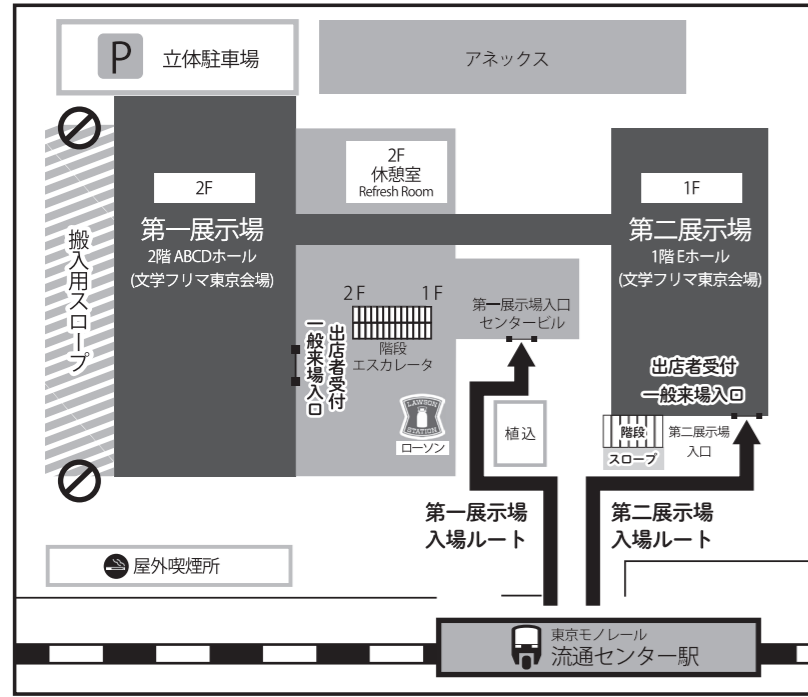 P 立体駐車場
アネックス
2F
休憩室
Refresh Room
2F
第一展示場
2階 ABCDホール
(文学フリマ東京会場)
1F
第二展示場
1階 Eホール
(文学フリマ東京会場)
搬入用スロープ
2F 1F
階段
エスカレータ
第一展示場入口
センタービル
出店者受付
一般来場入口
LAWSON
STATION
ローソン
植込
出店者受付
一般来場入口
階段
スロープ
第二展示場
入口
第一展示場
入場ルート
第二展示場
入場ルート
屋外喫煙所
東京モノレール
流通センター駅